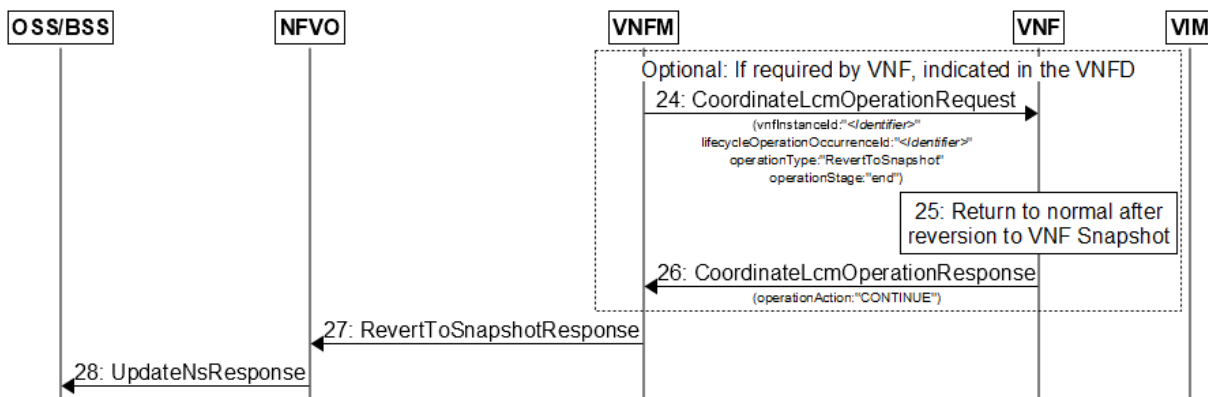 OSS/BSS NFVO VNFM VNF VIM
Optional: If required by VNF, indicated in the VNFD
24: CoordinateLcmOperationRequest
(vnfInstanceId:"<Identifier>"
lifecycleOperationOccurrenceId:"<Identifier>"
operationType:"RevertToSnapshot"
operationStage:"end")
25: Return to normal after
reversion to VNF Snapshot
26: CoordinateLcmOperationResponse
(operationAction:"CONTINUE")
27: RevertToSnapshotResponse
28: UpdateNsResponse